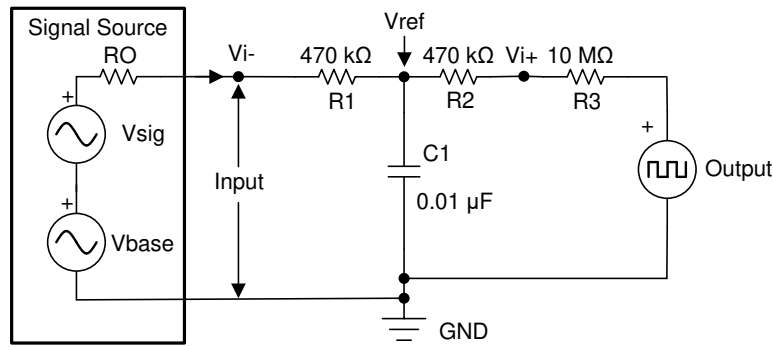 Signal Source
RO
Vsig
Vbase
Vi-
Input
470 kΩ
R1
Vref
470 kΩ
R2
Vi+
10 MΩ
R3
C1
0.01 µF
Output
GND
+
+
+